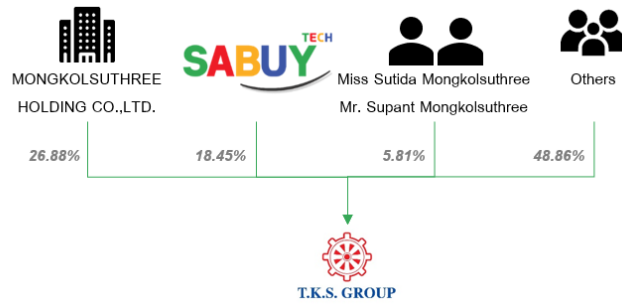 TECH
SABUY
MONGKOLSUTHREE
HOLDING CO.,LTD.
Miss Sutida Mongkolsuthree
Mr. Supant Mongkolsuthree
Others
26.88%
18.45%
5.81%
48.86%
T.K.S. GROUP